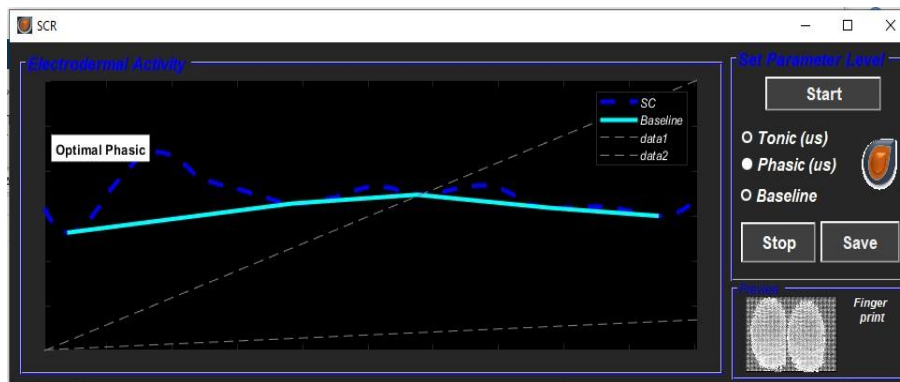 SCR
Electrodermal Activity
Optimal Phasic
SC
Baseline
data1
data2
Set Parameter Level
Start
Tonic (us)
Phasic (us)
Baseline
Stop
Save
Preview
Finger
print